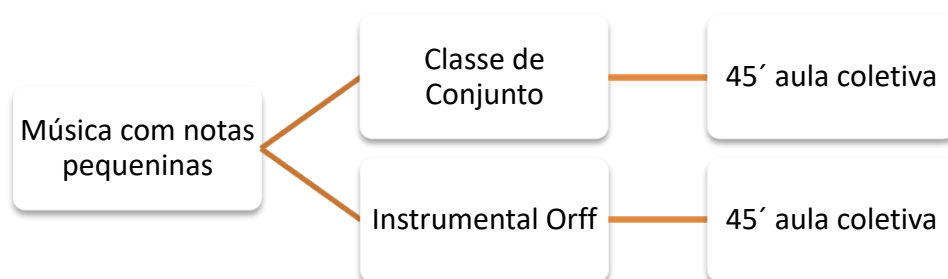 Música com notas
pequeninas
Classe de
Conjunto
45´ aula coletiva
Instrumental Orff
45´ aula coletiva